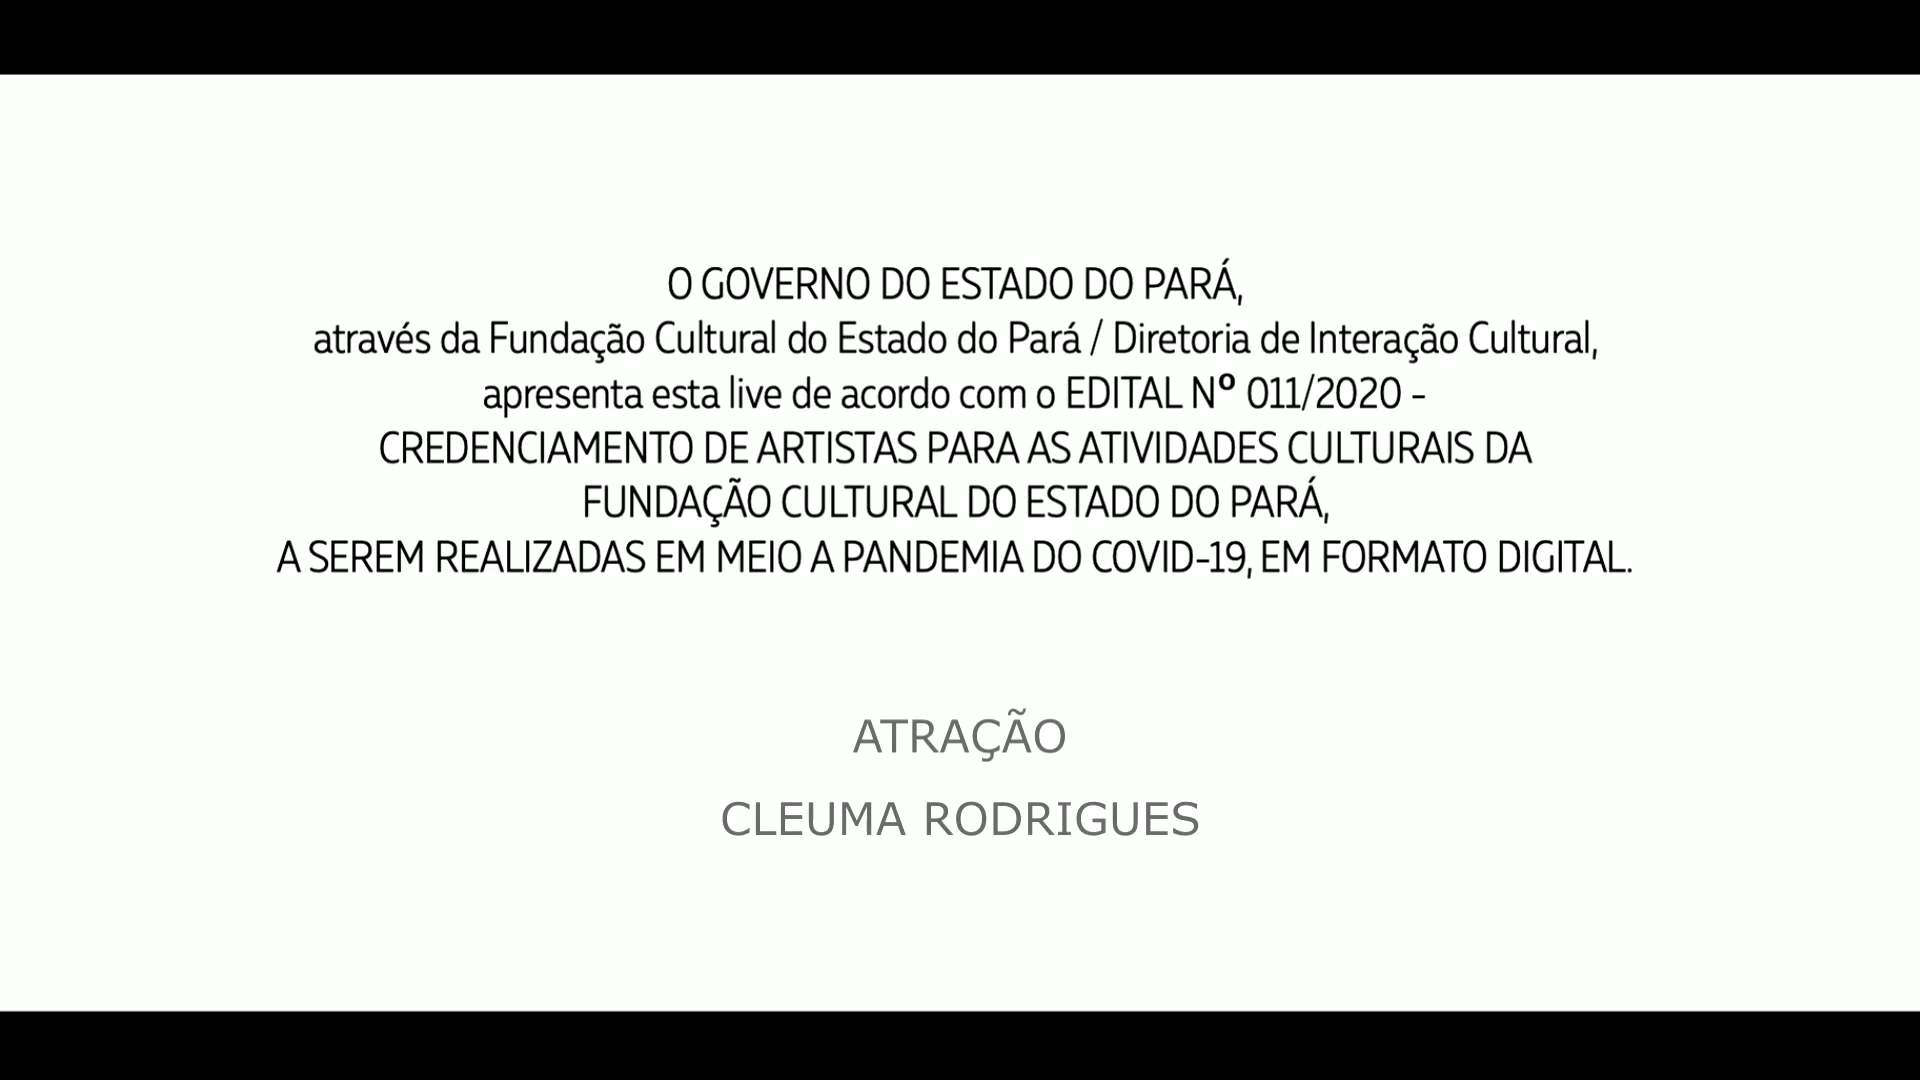 O GOVERNO DO ESTADO DO PARÁ,
através da Fundação Cultural do Estado do Pará / Diretoria de Interação Cultural,
apresenta esta live de acordo com o EDITAL Nº 011/2020 -
CREDENCIAMENTO DE ARTISTAS PARA AS ATIVIDADES CULTURAIS DA
FUNDAÇÃO CULTURAL DO ESTADO DO PARÁ,
A SEREM REALIZADAS EM MEIO A PANDEMIA DO COVID-19, EM FORMATO DIGITAL.
ATRAÇÃO
CLEUMA RODRIGUES